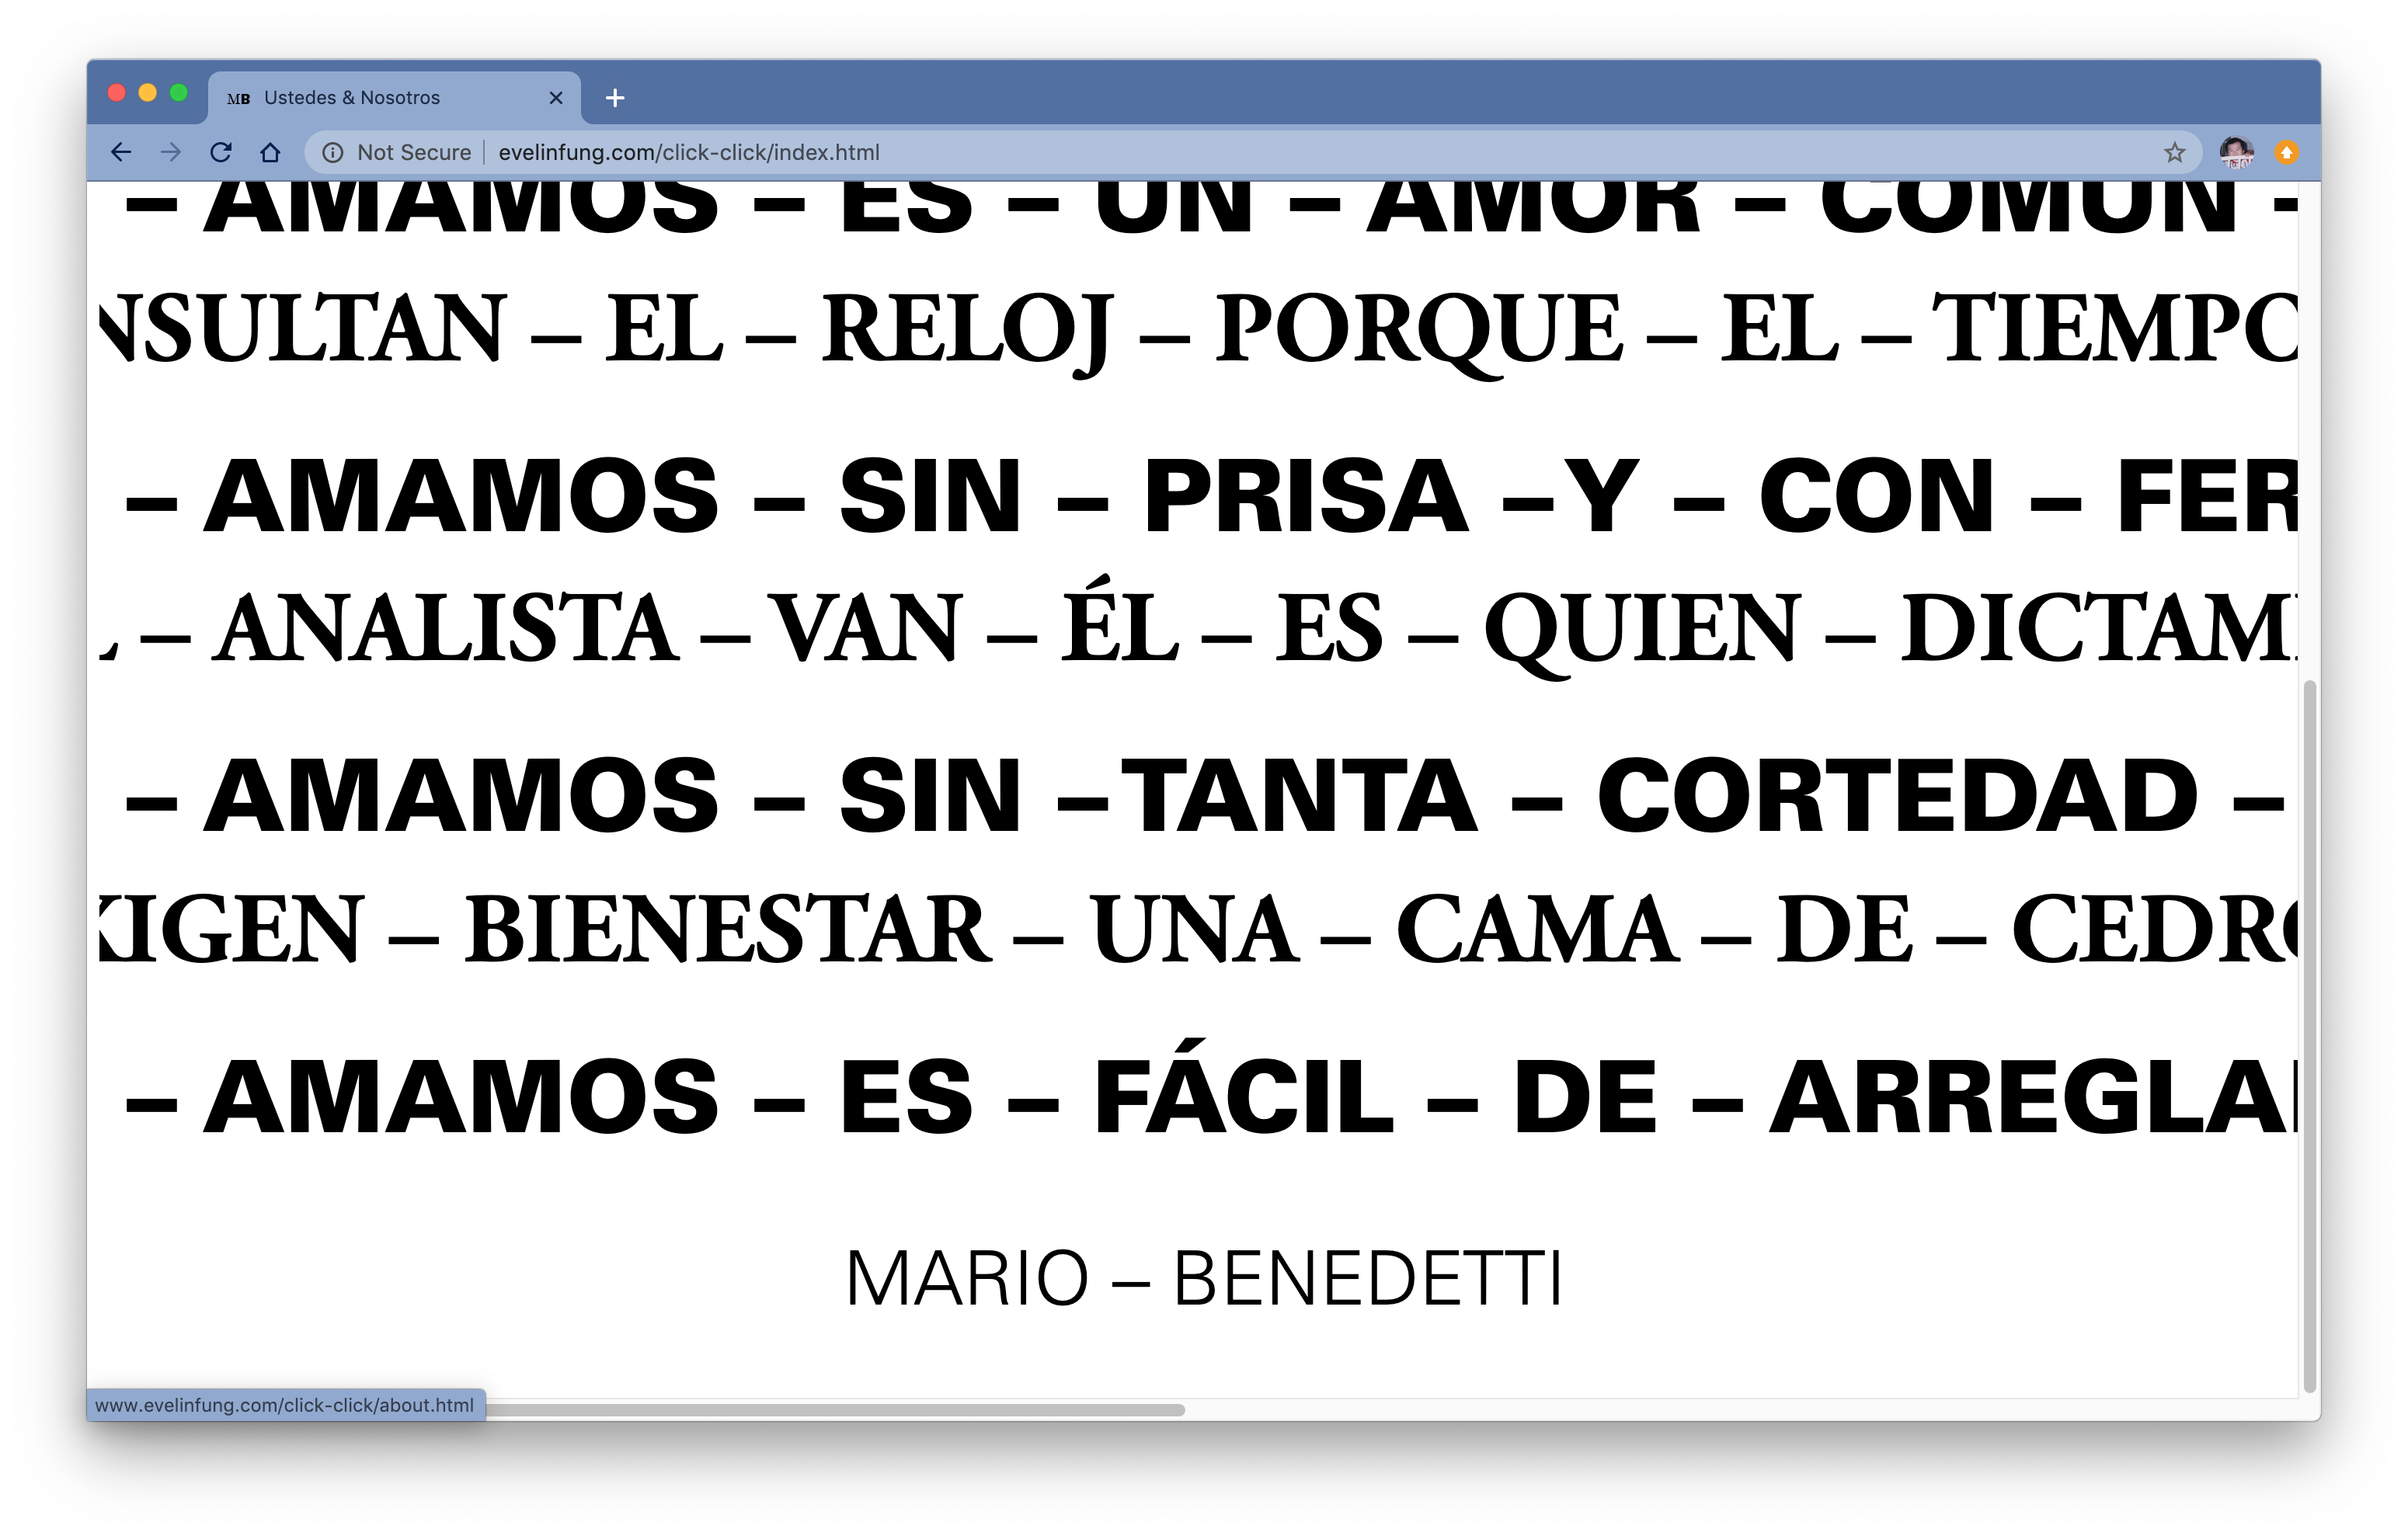 MB Ustedes & Nosotros
Not Secure | evelinfung.com/click-click/index.html
– AMAMOS – ES – UN – AMOR – COMÚN –
NSULTAN – EL – RELOJ – PORQUE – EL – TIEMPO
– AMAMOS – SIN – PRISA – Y – CON – FER
– ANALISTA – VAN – ÉL – ES – QUIEN – DICTAMI
– AMAMOS – SIN – TANTA – CORTEDAD –
XIGEN – BIENESTAR – UNA – CAMA – DE – CEDRO
– AMAMOS – ES – FÁCIL – DE – ARREGLA
MARIO – BENEDETTI
www.evelinfung.com/click-click/about.html